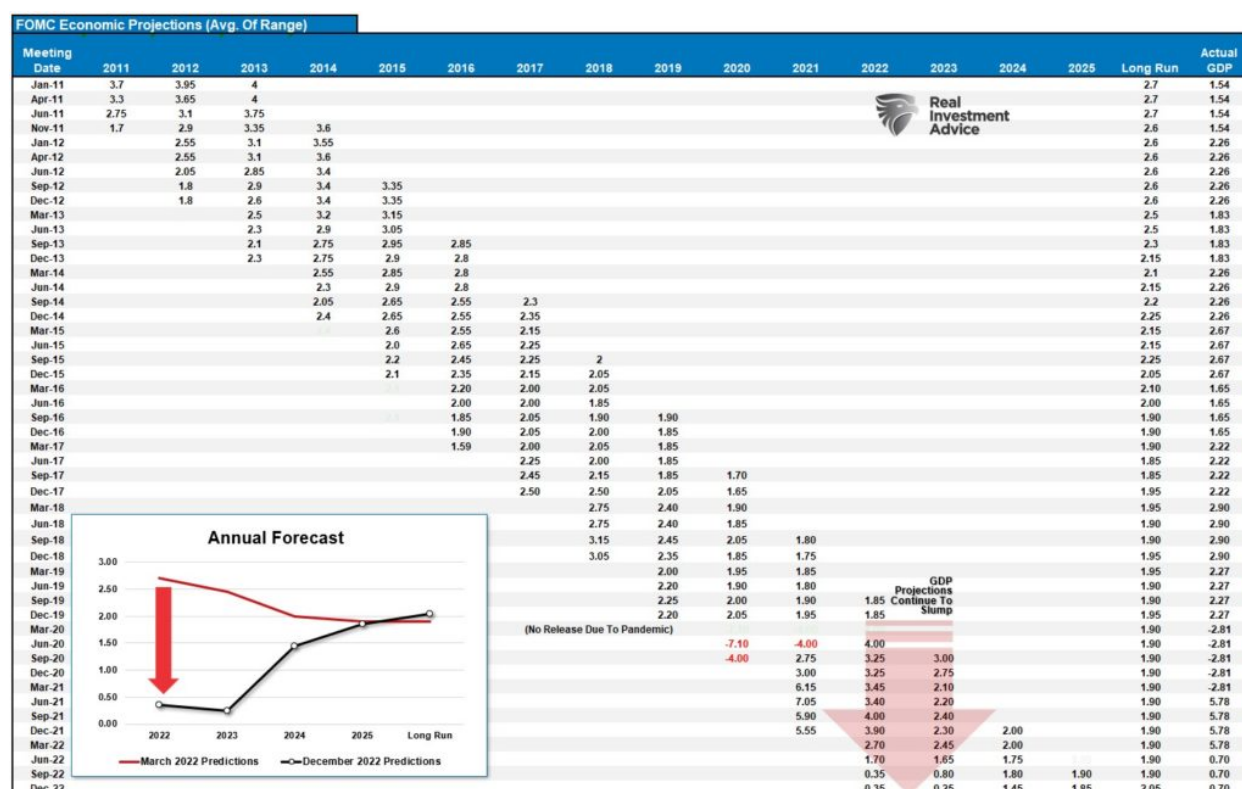 FOMC Economic Projections (Avg. Of Range)
Meeting Date 2011 2012 2013 2014 2015 2016 2017 2018 2019 2020 2021 2022 2023 2024 2025 Long Run Actual GDP
Jan-11 3.7 3.95 4 2.7 1.54
Apr-11 3.3 3.65 4 2.7 1.54
Jun-11 2.75 3.1 3.75 2.7 1.54
Nov-11 1.7 2.9 3.35 3.6 2.6 1.54
Jan-12 2.55 3.1 3.55 2.6 2.26
Apr-12 2.55 3.1 3.6 2.6 2.26
Jun-12 2.05 2.85 3.4 2.6 2.26
Sep-12 1.8 2.9 3.4 3.35 2.6 2.26
Dec-12 1.8 2.6 3.4 3.35 2.6 2.26
Mar-13 2.5 3.2 3.15 2.5 1.83
Jun-13 2.3 2.9 3.05 2.5 1.83
Sep-13 2.1 2.75 2.95 2.85 2.3 1.83
Dec-13 2.3 2.75 2.9 2.8 2.15 1.83
Mar-14 2.55 2.85 2.8 2.1 2.26
Jun-14 2.3 2.9 2.8 2.15 2.26
Sep-14 2.05 2.65 2.55 2.3 2.2 2.26
Dec-14 2.4 2.65 2.55 2.35 2.25 2.26
Mar-15 2.6 2.55 2.15 2.15 2.67
Jun-15 2.0 2.65 2.25 2.15 2.67
Sep-15 2.2 2.45 2.25 2 2.25 2.67
Dec-15 2.1 2.35 2.15 2.05 2.05 2.67
Mar-16 2.20 2.00 2.05 2.10 1.65
Jun-16 2.00 2.00 1.85 2.00 1.65
Sep-16 1.85 2.05 1.90 1.90 1.90 1.65
Dec-16 1.90 2.05 2.00 1.85 1.90 1.65
Mar-17 1.59 2.00 2.05 1.85 1.90 2.22
Jun-17 2.25 2.00 1.85 1.85 2.22
Sep-17 2.45 2.15 1.85 1.70 1.85 2.22
Dec-17 2.50 2.50 2.05 1.65 1.95 2.22
Mar-18 2.75 2.40 1.90 1.95 2.90
Jun-18 2.75 2.40 1.85 1.90 2.90
Sep-18 3.15 2.45 2.05 1.80 1.90 2.90
Dec-18 3.05 2.35 1.85 1.75 1.95 2.90
Mar-19 2.00 1.95 1.85 1.95 2.27
Jun-19 2.20 1.90 1.80 1.90 2.27
Sep-19 2.25 2.00 1.90 1.85 1.90 2.27
Dec-19 2.20 2.05 1.95 1.85 1.95 2.27
Mar-20 (No Release Due To Pandemic) 1.90 -2.81
Jun-20 -7.10 -4.00 4.00 1.90 -2.81
Sep-20 -4.00 2.75 3.25 3.00 1.90 -2.81
Dec-20 3.00 3.25 2.75 1.90 -2.81
Mar-21 6.15 3.45 2.10 1.90 -2.81
Jun-21 7.05 3.40 2.20 1.90 5.78
Sep-21 5.90 4.00 2.40 1.90 5.78
Dec-21 5.55 3.90 2.30 2.00 1.90 5.78
Mar-22 2.70 2.45 2.00 1.90 5.78
Jun-22 1.70 1.65 1.75 1.90 0.70
Sep-22 0.35 0.80 1.80 1.90 1.90 0.70
Dec-22 0.35 0.25 1.45 1.85 2.05 0.70
Real
Investment
Advice
GDP
Projections
Continue To
Slump
Annual Forecast
3.00
2.50
2.00
1.50
1.00
0.50
0.00
2022 2023 2024 2025 Long Run
March 2022 Predictions December 2022 Predictions